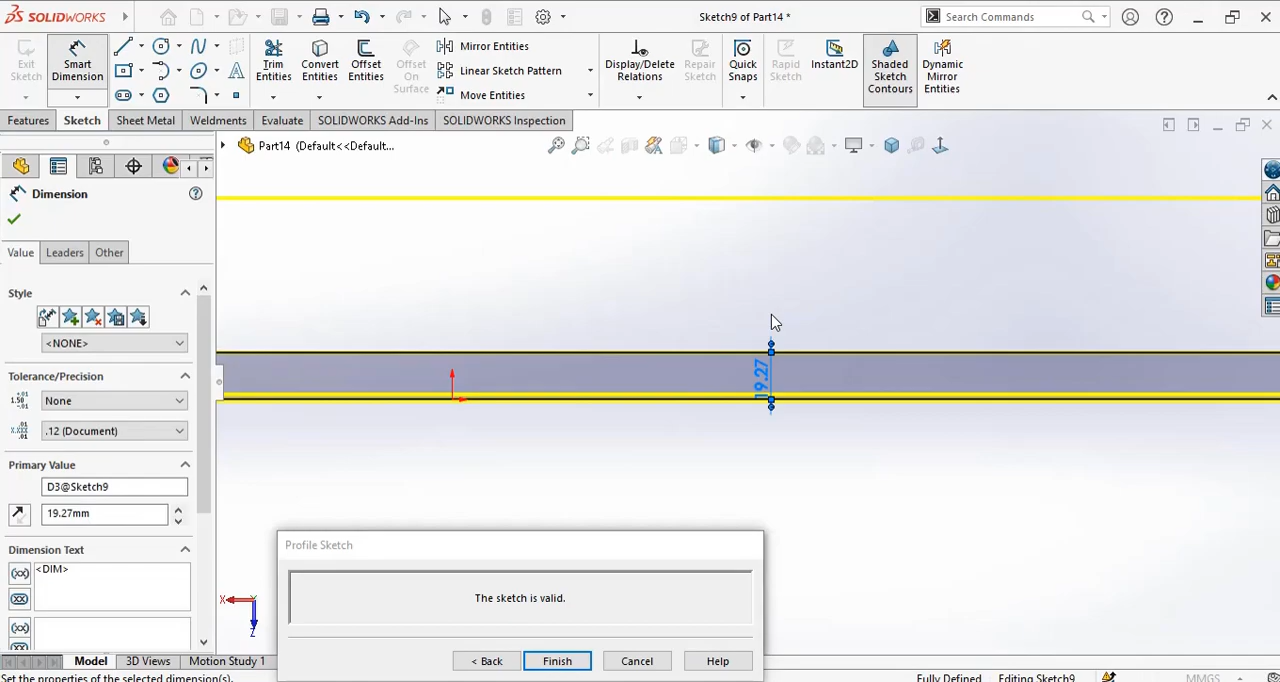 SOLIDWORKS
Sketch9 of Part14 *
Search Commands
Exit Sketch
Smart Dimension
Trim Entities
Convert Entities
Offset Entities
Offset On Surface
Mirror Entities
Linear Sketch Pattern
Move Entities
Display/Delete Relations
Repair Sketch
Quick Snaps
Rapid Sketch
Instant2D
Shaded Sketch Contours
Dynamic Mirror Entities
Features Sketch Sheet Metal Weldments Evaluate SOLIDWORKS Add-Ins SOLIDWORKS Inspection
Part14 (Default<<Default...
Dimension
Value Leaders Other
Style
<NONE>
Tolerance/Precision
None
.12 (Document)
Primary Value
D3@Sketch9
19.27mm
Dimension Text
<DIM>
19.27
X
Y
Z
Profile Sketch
The sketch is valid.
< Back Finish Cancel Help
Model 3D Views Motion Study 1
Set the properties of the selected dimension(s). Fully Defined Editing Sketch9 MMGS